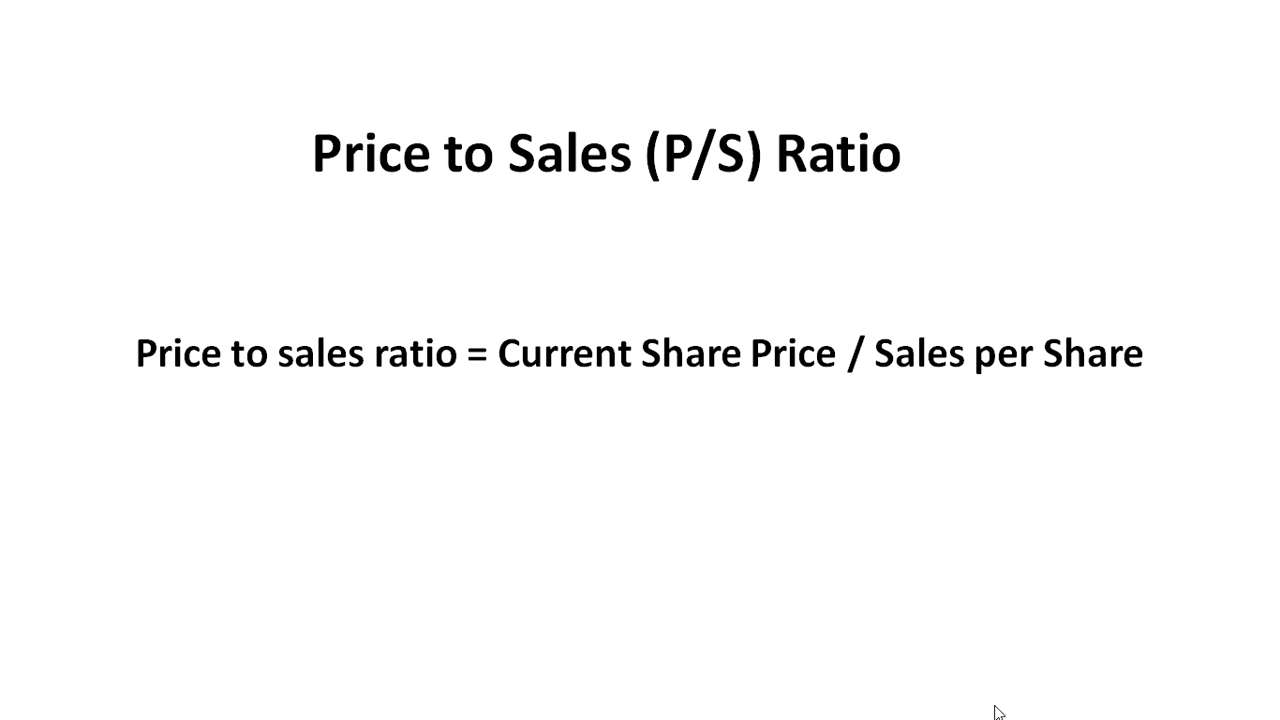 Price to Sales (P/S) Ratio
Price to sales ratio = Current Share Price / Sales per Share